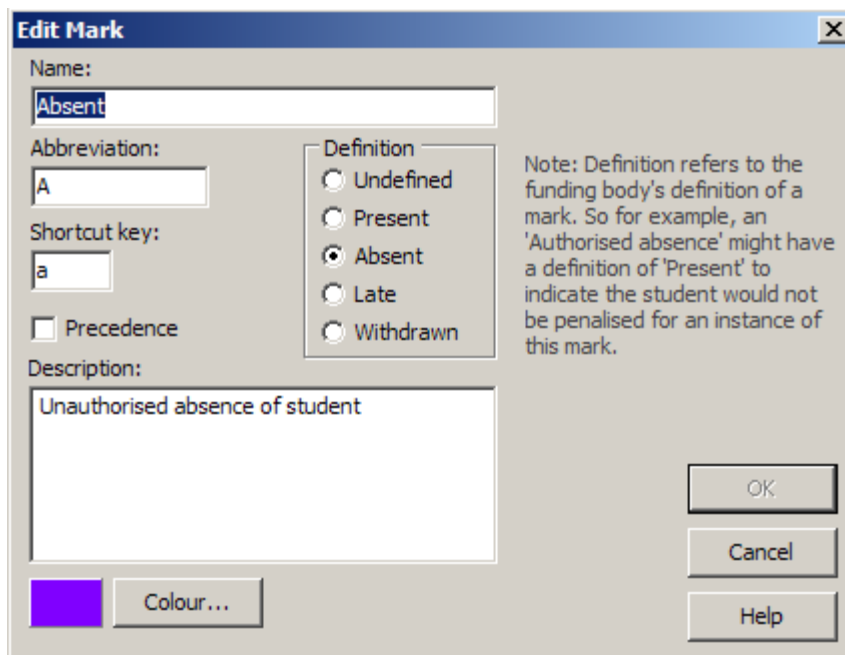 Edit Mark
Name:
Absent
Abbreviation:
A
Shortcut key:
a
Precedence
Definition
Undefined
Present
Absent
Late
Withdrawn
Note: Definition refers to the
funding body's definition of a
mark. So for example, an
'Authorised absence' might have
a definition of 'Present' to
indicate the student would not
be penalised for an instance of
this mark.
Description:
Unauthorised absence of student
Colour...
OK
Cancel
Help